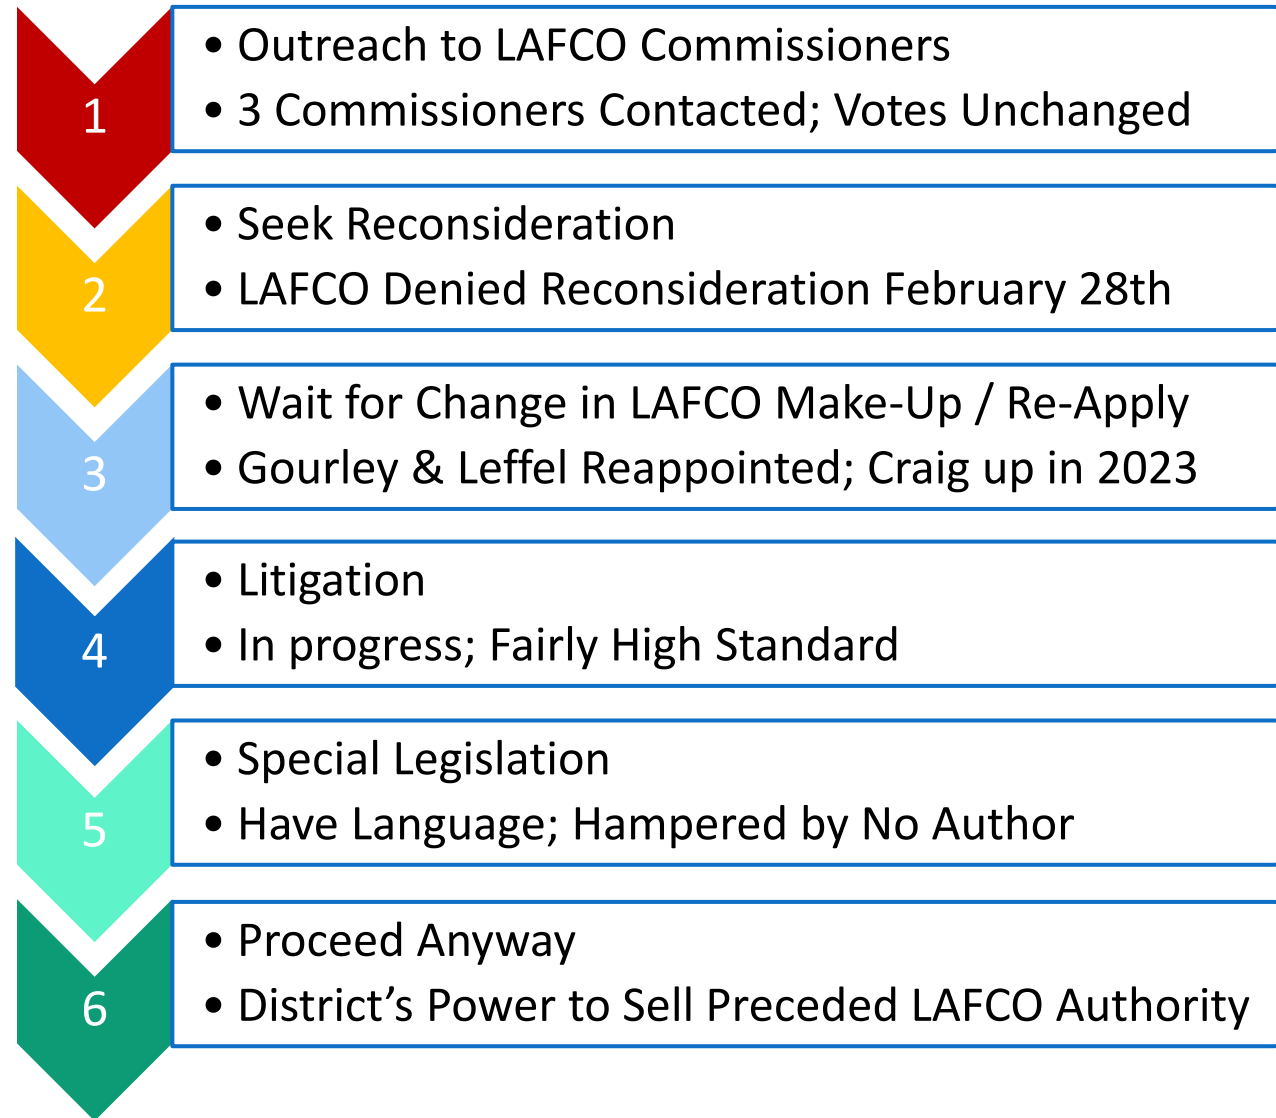 1
• Outreach to LAFCO Commissioners
• 3 Commissioners Contacted; Votes Unchanged
2
• Seek Reconsideration
• LAFCO Denied Reconsideration February 28th
3
• Wait for Change in LAFCO Make-Up / Re-Apply
• Gourley & Leffel Reappointed; Craig up in 2023
4
• Litigation
• In progress; Fairly High Standard
5
• Special Legislation
• Have Language; Hampered by No Author
6
• Proceed Anyway
• District’s Power to Sell Preceded LAFCO Authority